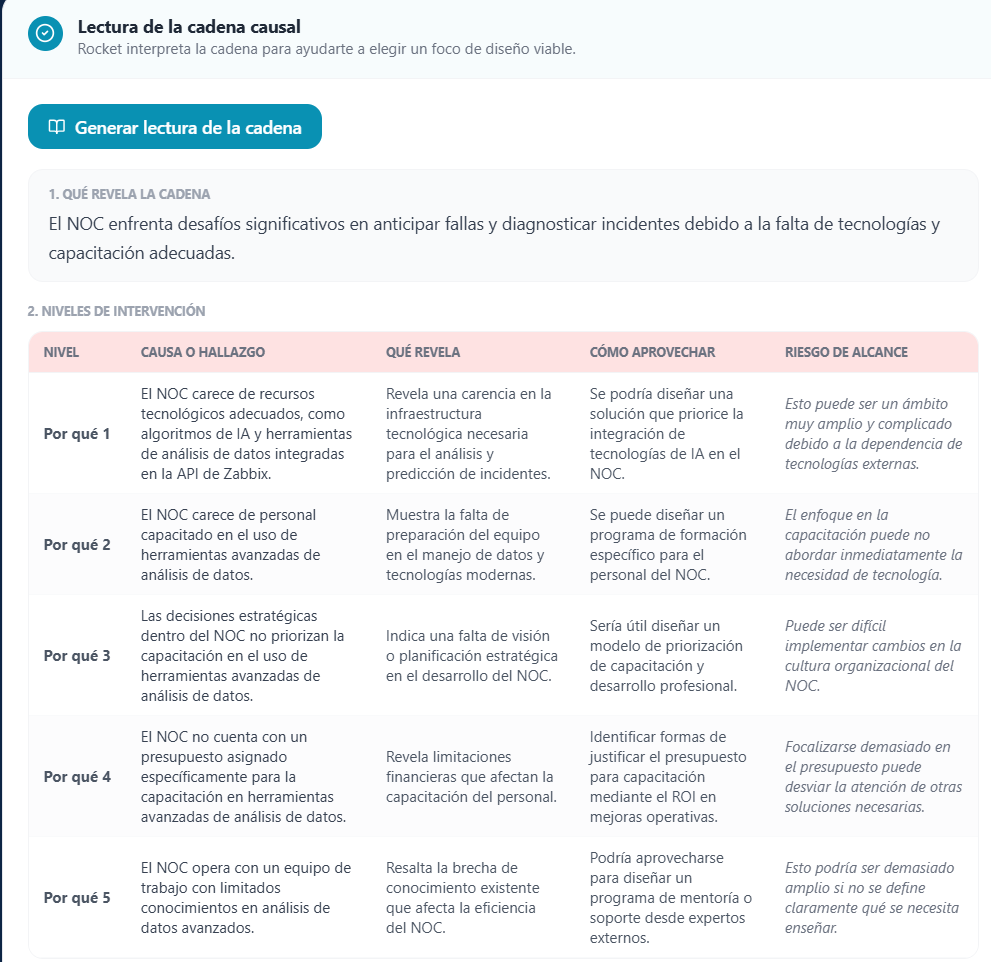 Lectura de la cadena causal
Rocket interpreta la cadena para ayudarte a elegir un foco de diseño viable.
Generar lectura de la cadena
1. QUÉ REVELA LA CADENA
El NOC enfrenta desafíos significativos en anticipar fallas y diagnosticar incidentes debido a la falta de tecnologías y
capacitación adecuadas.
2. NIVELES DE INTERVENCIÓN
NIVEL CAUSA O HALLAZGO QUÉ REVELA CÓMO APROVECHAR RIESGO DE ALCANCE
Por qué 1
El NOC carece de recursos
tecnológicos adecuados, como
algoritmos de IA y herramientas
de análisis de datos integradas
en la API de Zabbix.
Revela una carencia en la
infraestructura
tecnológica necesaria
para el análisis y
predicción de incidentes.
Se podría diseñar una
solución que priorice la
integración de
tecnologías de IA en el
NOC.
Esto puede ser un ámbito
muy amplio y complicado
debido a la dependencia de
tecnologías externas.
Por qué 2
El NOC carece de personal
capacitado en el uso de
herramientas avanzadas de
análisis de datos.
Muestra la falta de
preparación del equipo
en el manejo de datos y
tecnologías modernas.
Se puede diseñar un
programa de formación
específico para el
personal del NOC.
El enfoque en la
capacitación puede no
abordar inmediatamente la
necesidad de tecnología.
Por qué 3
Las decisiones estratégicas
dentro del NOC no priorizan la
capacitación en el uso de
herramientas avanzadas de
análisis de datos.
Indica una falta de visión
o planificación estratégica
en el desarrollo del NOC.
Sería útil diseñar un
modelo de priorización
de capacitación y
desarrollo profesional.
Puede ser difícil
implementar cambios en la
cultura organizacional del
NOC.
Por qué 4
El NOC no cuenta con un
presupuesto asignado
específicamente para la
capacitación en herramientas
avanzadas de análisis de datos.
Revela limitaciones
financieras que afectan la
capacitación del personal.
Identificar formas de
justificar el presupuesto
para capacitación
mediante el ROI en
mejoras operativas.
Focalizarse demasiado en
el presupuesto puede
desviar la atención de otras
soluciones necesarias.
Por qué 5
El NOC opera con un equipo de
trabajo con limitados
conocimientos en análisis de
datos avanzados.
Resalta la brecha de
conocimiento existente
que afecta la eficiencia
del NOC.
Podría aprovecharse
para diseñar un
programa de mentoría o
soporte desde expertos
externos.
Esto podría ser demasiado
amplio si no se define
claramente qué se necesita
enseñar.